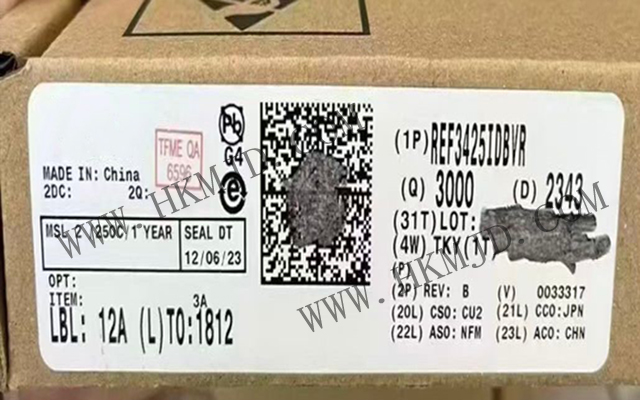 Pb
G4
e
TFME QA
6596
MADE IN: China
2DC: 2Q:
MSL 2 /250C/1 YEAR
SEAL DT
12/06/23
OPT:
ITEM:
3A
LBL: 12A (L)TO:1812
(1P) REF3425IDBVR
(Q) 3000 (D) 2343
(31T)LOT:
(4W) TKY(1T)
(P)
(2P) REV: B (V) 0033317
(20L) CSO: CU2 (21L) CCO:JPN
(22L) ASO: NFM (23L) ACO: CHN
WWW.HKMJD.COM
WWW.HKMJD.COM